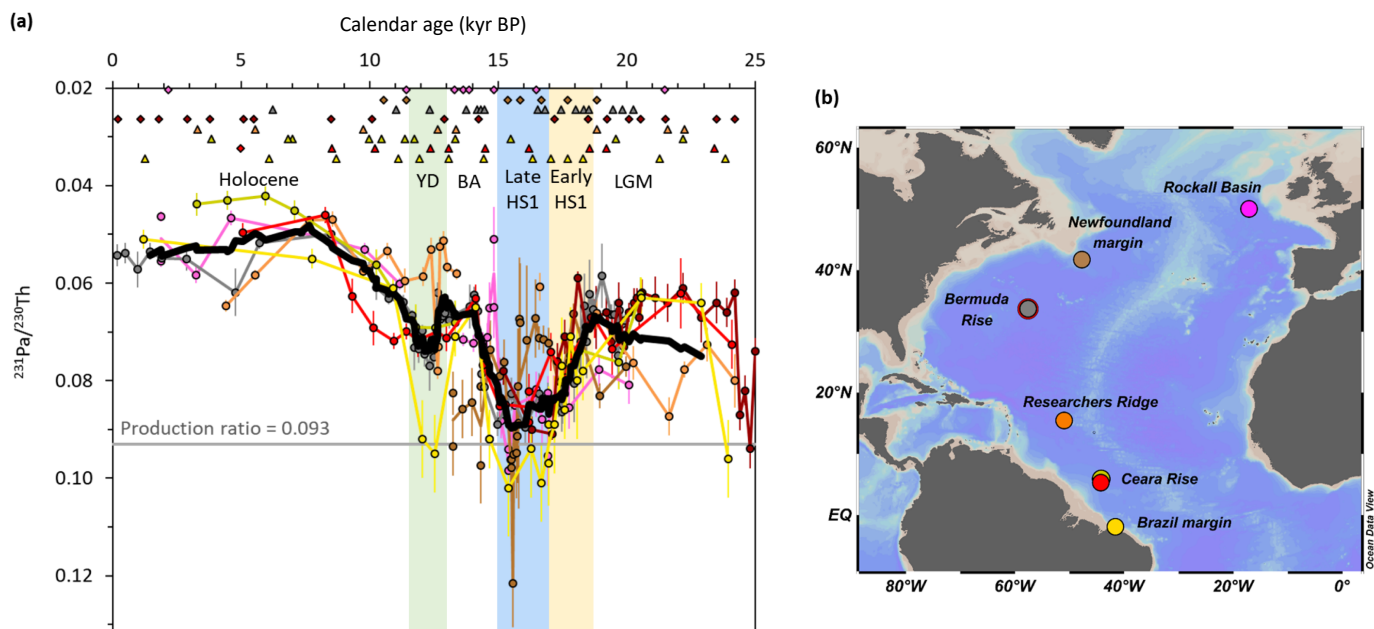 (a)
Calendar age (kyr BP)
0 5 10 15 20 25
0.02
0.04
0.06
0.08
0.10
0.12
²³¹Pa/²³⁰Th
Holocene
YD
BA
Late
HS1
Early
HS1
LGM
Production ratio = 0.093
(b)
60°N
40°N
20°N
EQ
80°W 60°W 40°W 20°W 0°
Rockall Basin
Newfoundland
margin
Bermuda
Rise
Researchers Ridge
Ceara Rise
Brazil margin
Ocean Data View